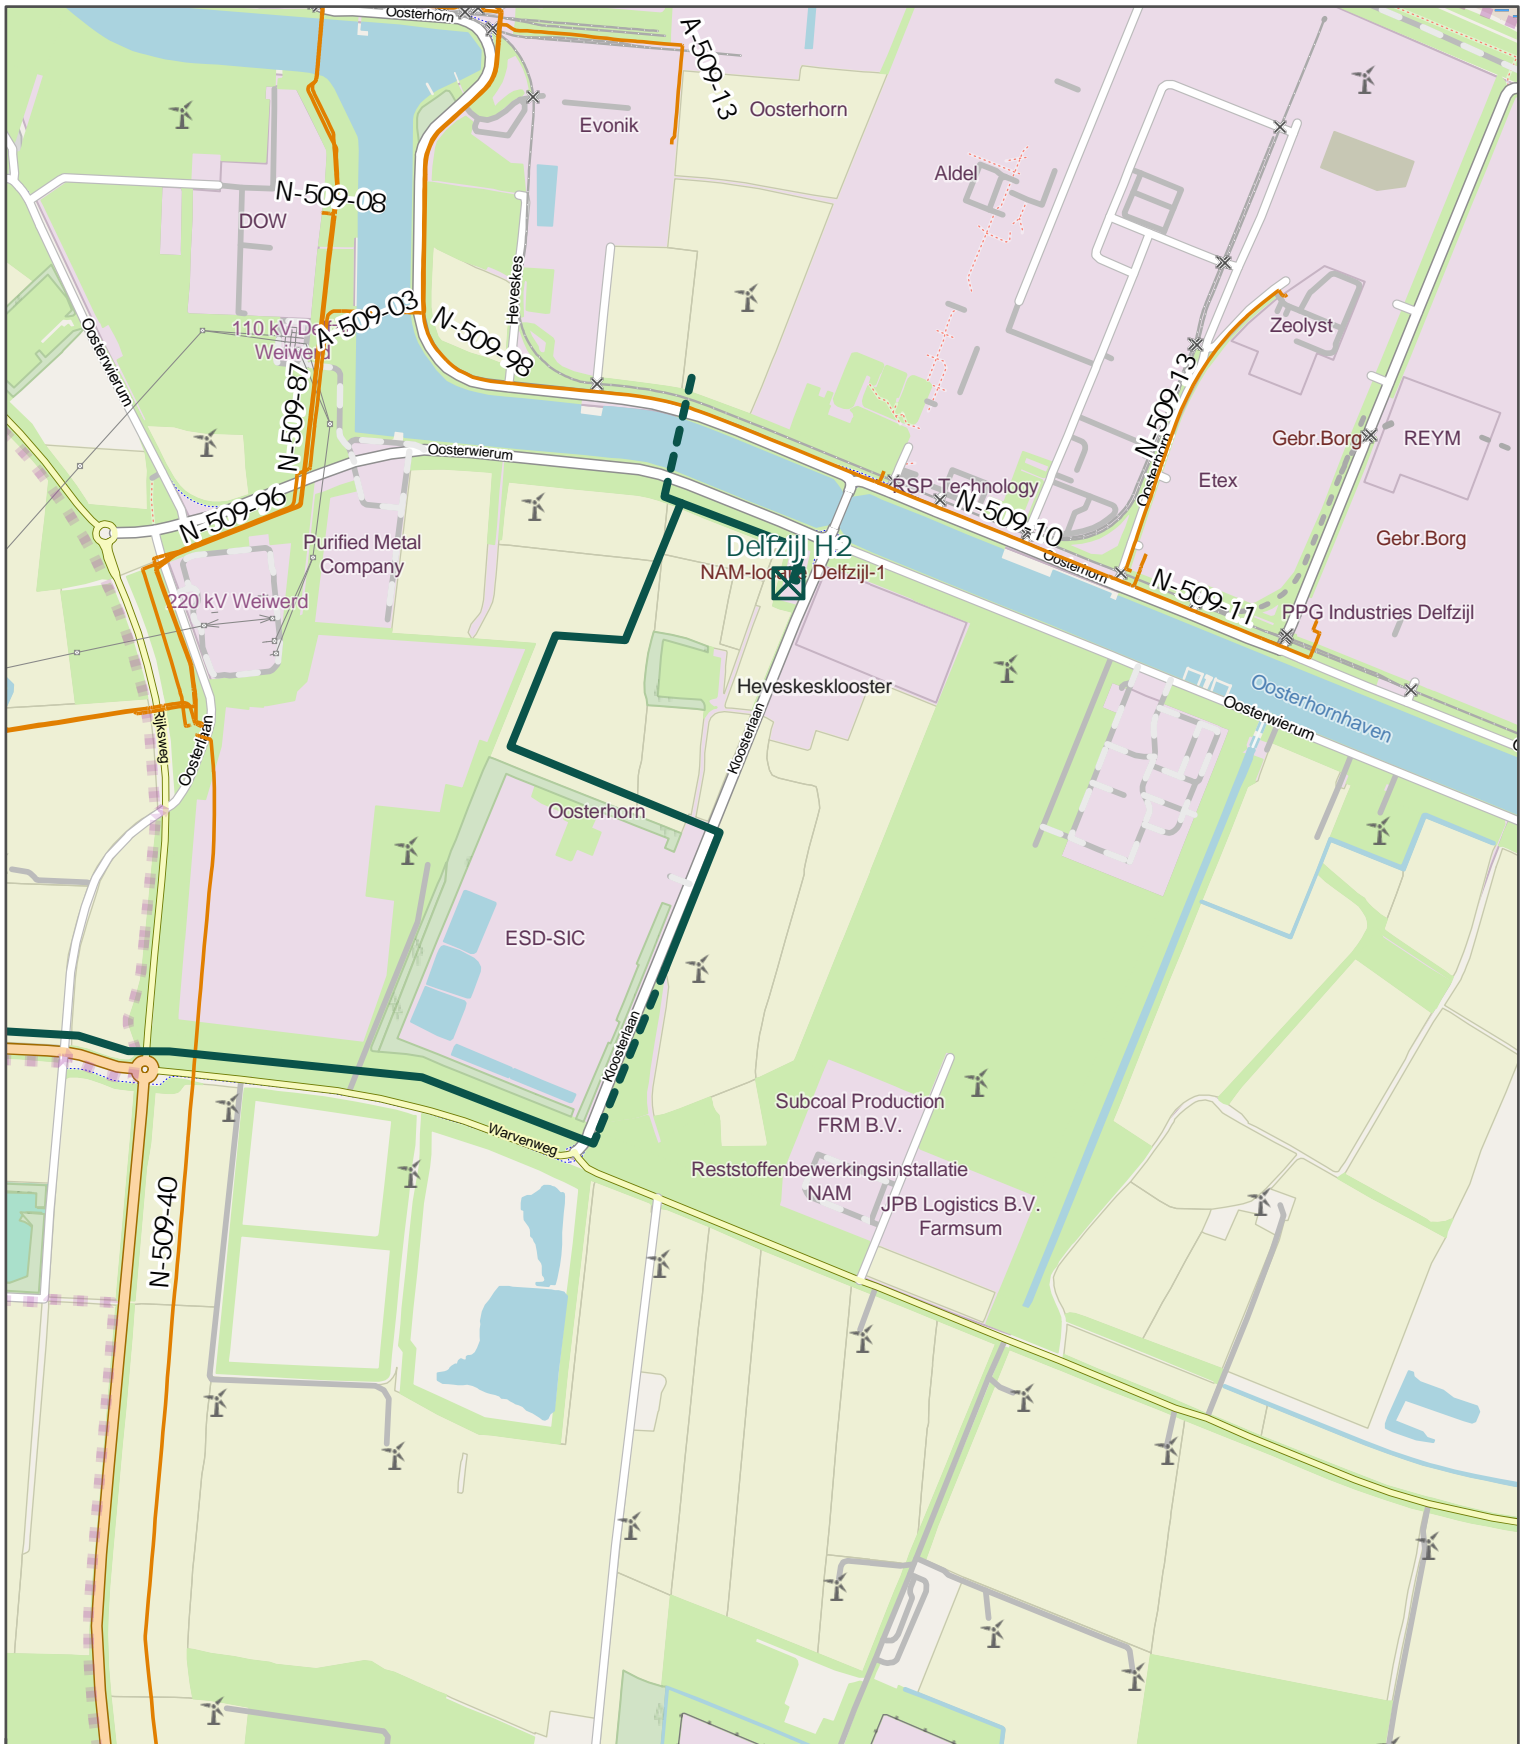 Oosterhorn
A-509-13
Evonik
Oosterhorn
Aldel
N-509-08
DOW
Heveskes
A-509-03
N-509-98
110 kV Delf
Weiwerd
Oosterwierum
N-509-87
Zeolyst
N-509-13
Oosterhorn
Gebr.Borg
REYM
Oosterwierum
Etex
RSP Technology
N-509-96
N-509-10
Purified Metal
Company
Delfzijl H2
NAM-locatie Delfzijl-1
Oosterhorn
Gebr.Borg
220 kV Weiwerd
N-509-11
PPG Industries Delfzijl
Heveskesklooster
Oosterhornhaven
Oosterwierum
Rijksweg
Oosterlaan
Kloosterlaan
Oosterhorn
ESD-SIC
Kloosterlaan
Subcoal Production
FRM B.V.
Warvenweg
Reststoffenbewerkingsinstallatie
NAM
JPB Logistics B.V.
Farmsum
N-509-40